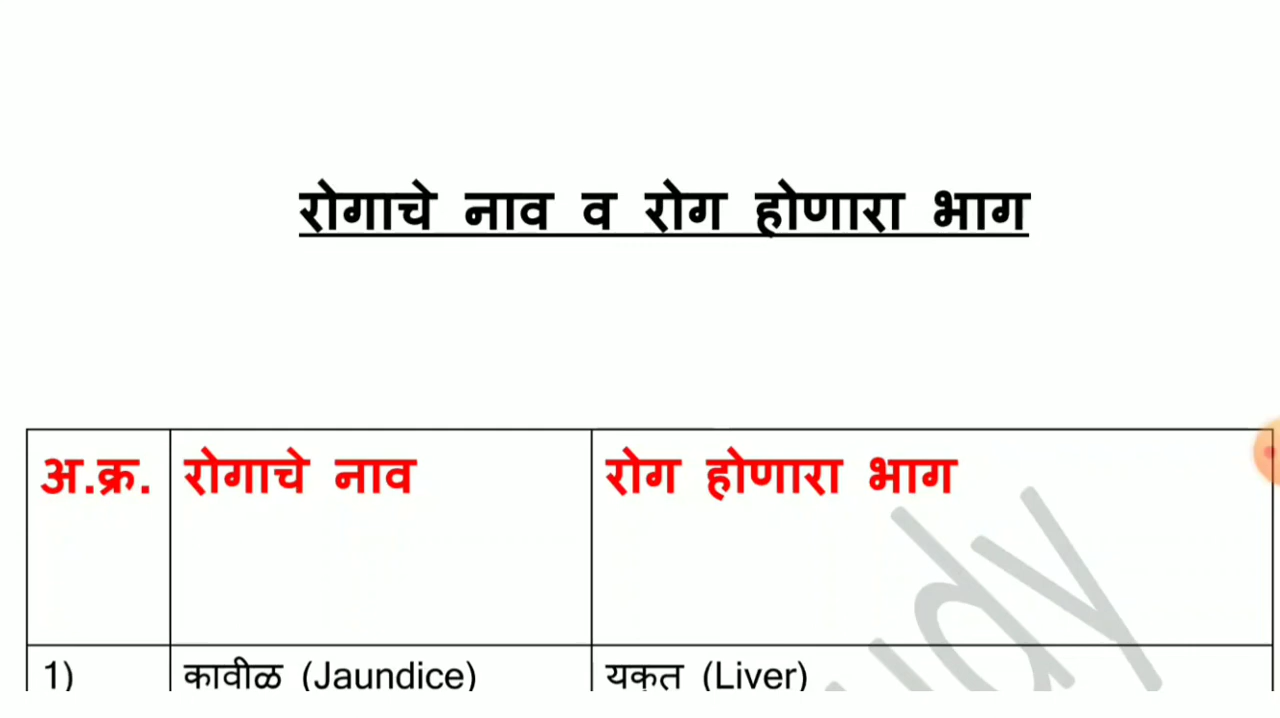 रोगाचे नाव व रोग होणारा भाग
अ.क्र. रोगाचे नाव रोग होणारा भाग
1) कावीळ (Jaundice) यकृत (Liver)